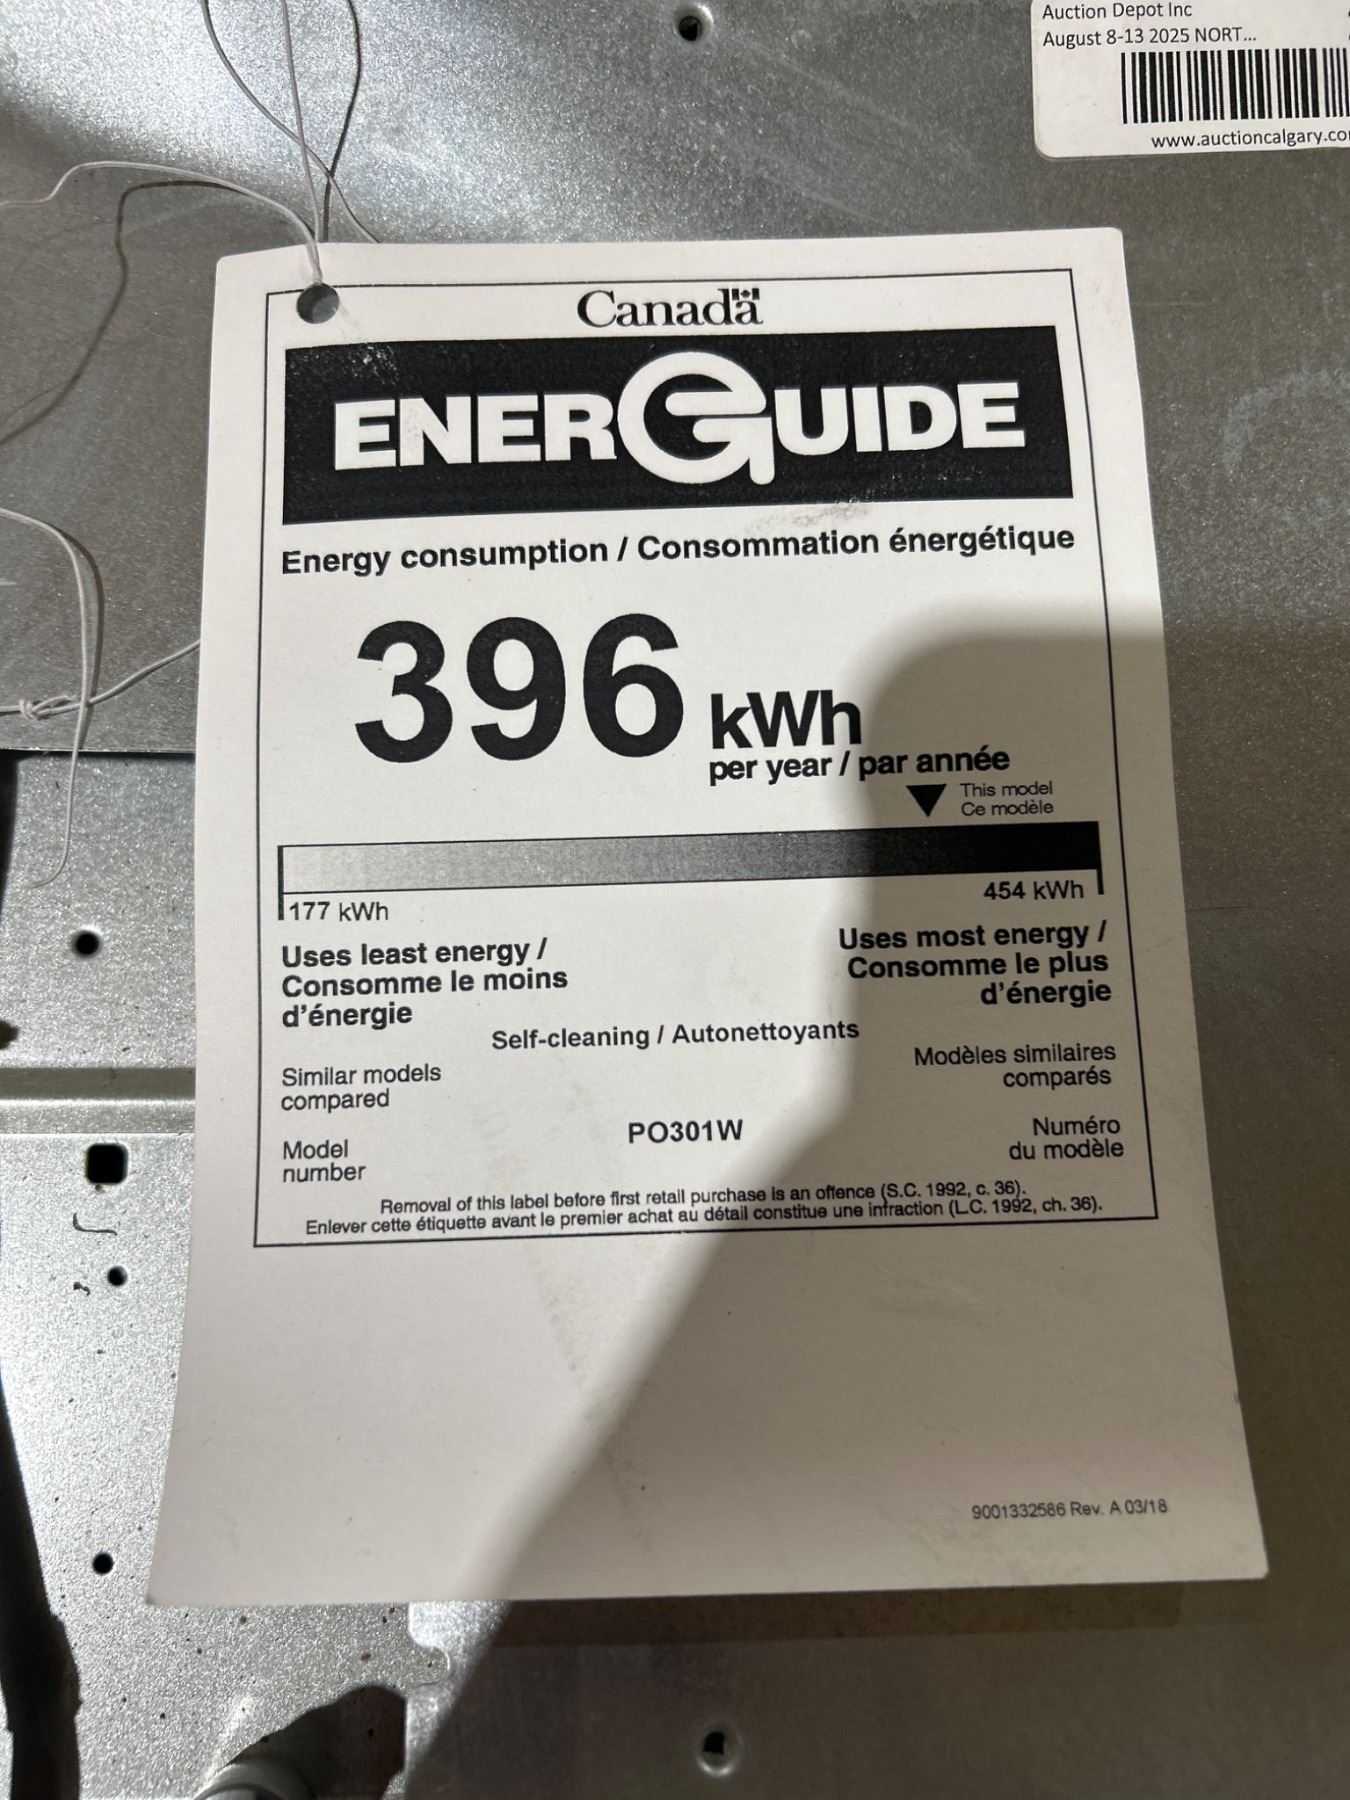 Auction Depot Inc
August 8-13 2025 NORT...
www.auctioncalgary.co
Canada
ENERGUIDE
Energy consumption / Consommation énergétique
396 kWh
per year / par année
This model
Ce modèle
177 kWh
454 kWh
Uses least energy /
Consomme le moins
d'énergie
Uses most energy /
Consomme le plus
d'énergie
Self-cleaning / Autonettoyants
Similar models
compared
Modèles similaires
comparés
Model
number
PO301W
Numéro
du modèle
Removal of this label before first retail purchase is an offence (S.C. 1992, c. 36).
Enlever cette étiquette avant le premier achat au détail constitue une infraction (L.C. 1992, ch. 36).
9001332586 Rev. A 03/18